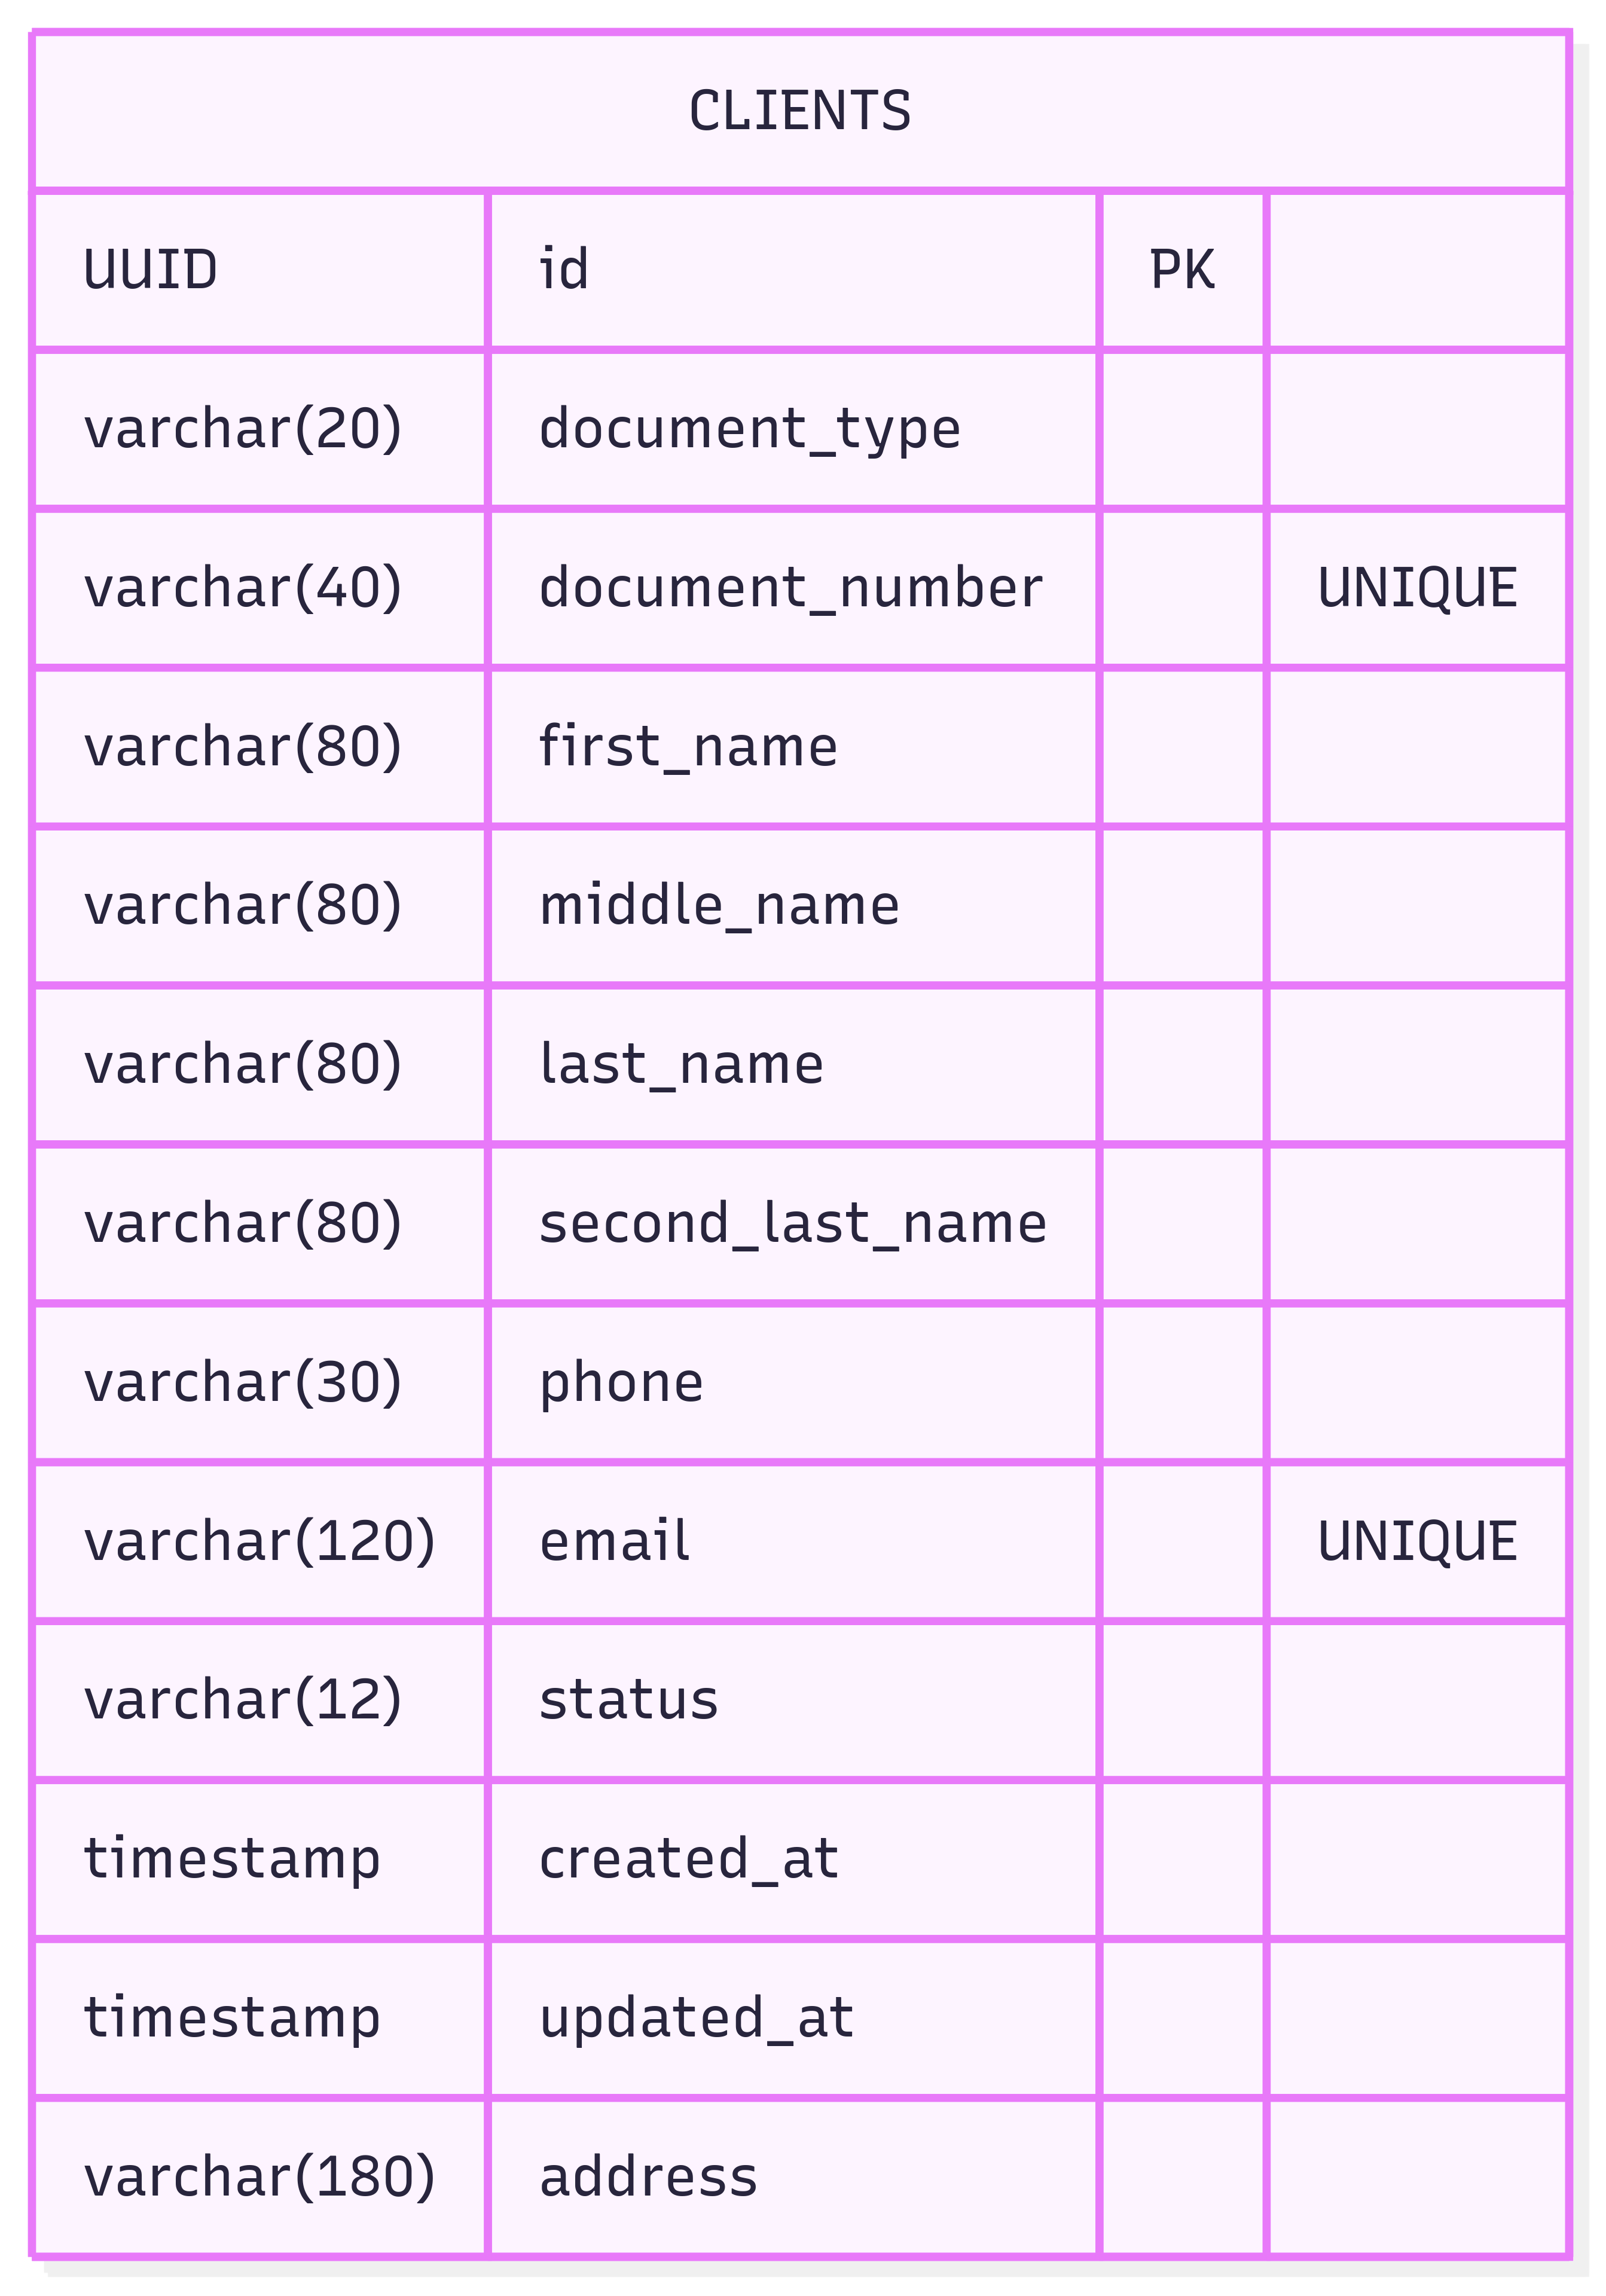 CLIENTS
UUID id PK
varchar(20) document_type
varchar(40) document_number UNIQUE
varchar(80) first_name
varchar(80) middle_name
varchar(80) last_name
varchar(80) second_last_name
varchar(30) phone
varchar(120) email UNIQUE
varchar(12) status
timestamp created_at
timestamp updated_at
varchar(180) address